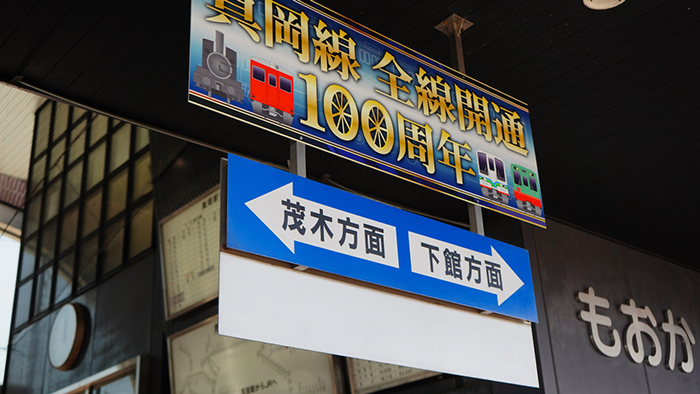 真岡線 全線開通
100周年
茂木方面
下館方面
もおか